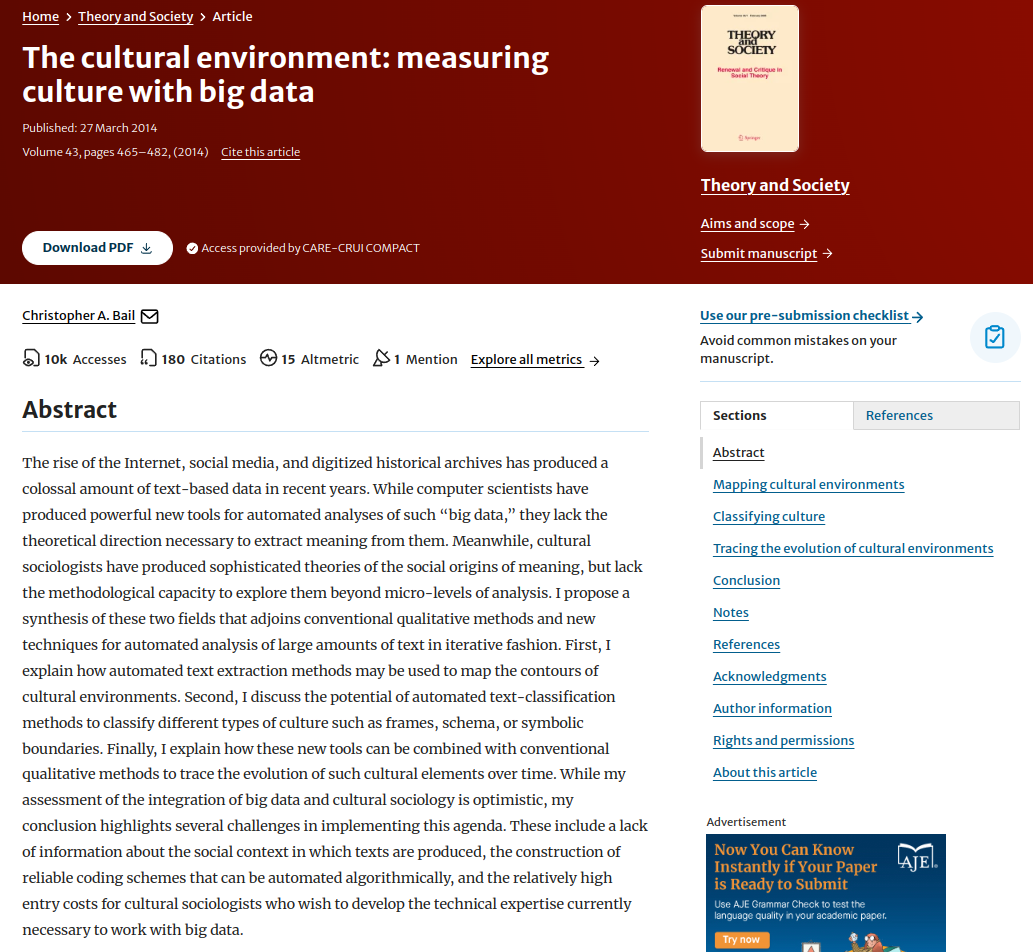 Home > Theory and Society > Article
The cultural environment: measuring
culture with big data
Published: 27 March 2014
Volume 43, pages 465–482, (2014) Cite this article
Download PDF
Access provided by CARE-CRUI COMPACT
THEORY
and
SOCIETY
Renewal and Critique in
Social Theory
Springer
Theory and Society
Aims and scope →
Submit manuscript →
Christopher A. Bail
10k Accesses 180 Citations 15 Altmetric 1 Mention Explore all metrics →
Abstract
The rise of the Internet, social media, and digitized historical archives has produced a
colossal amount of text-based data in recent years. While computer scientists have
produced powerful new tools for automated analyses of such “big data,” they lack the
theoretical direction necessary to extract meaning from them. Meanwhile, cultural
sociologists have produced sophisticated theories of the social origins of meaning, but lack
the methodological capacity to explore them beyond micro-levels of analysis. I propose a
synthesis of these two fields that adjoins conventional qualitative methods and new
techniques for automated analysis of large amounts of text in iterative fashion. First, I
explain how automated text extraction methods may be used to map the contours of
cultural environments. Second, I discuss the potential of automated text-classification
methods to classify different types of culture such as frames, schema, or symbolic
boundaries. Finally, I explain how these new tools can be combined with conventional
qualitative methods to trace the evolution of such cultural elements over time. While my
assessment of the integration of big data and cultural sociology is optimistic, my
conclusion highlights several challenges in implementing this agenda. These include a lack
of information about the social context in which texts are produced, the construction of
reliable coding schemes that can be automated algorithmically, and the relatively high
entry costs for cultural sociologists who wish to develop the technical expertise currently
necessary to work with big data.
Use our pre-submission checklist →
Avoid common mistakes on your
manuscript.
Sections
References
Abstract
Mapping cultural environments
Classifying culture
Tracing the evolution of cultural environments
Conclusion
Notes
References
Acknowledgments
Author information
Rights and permissions
About this article
Advertisement
Now You Can Know
Instantly if Your Paper
is Ready to Submit
AJE
Use AJE Grammar Check to test the
language quality in your academic paper.
Try now